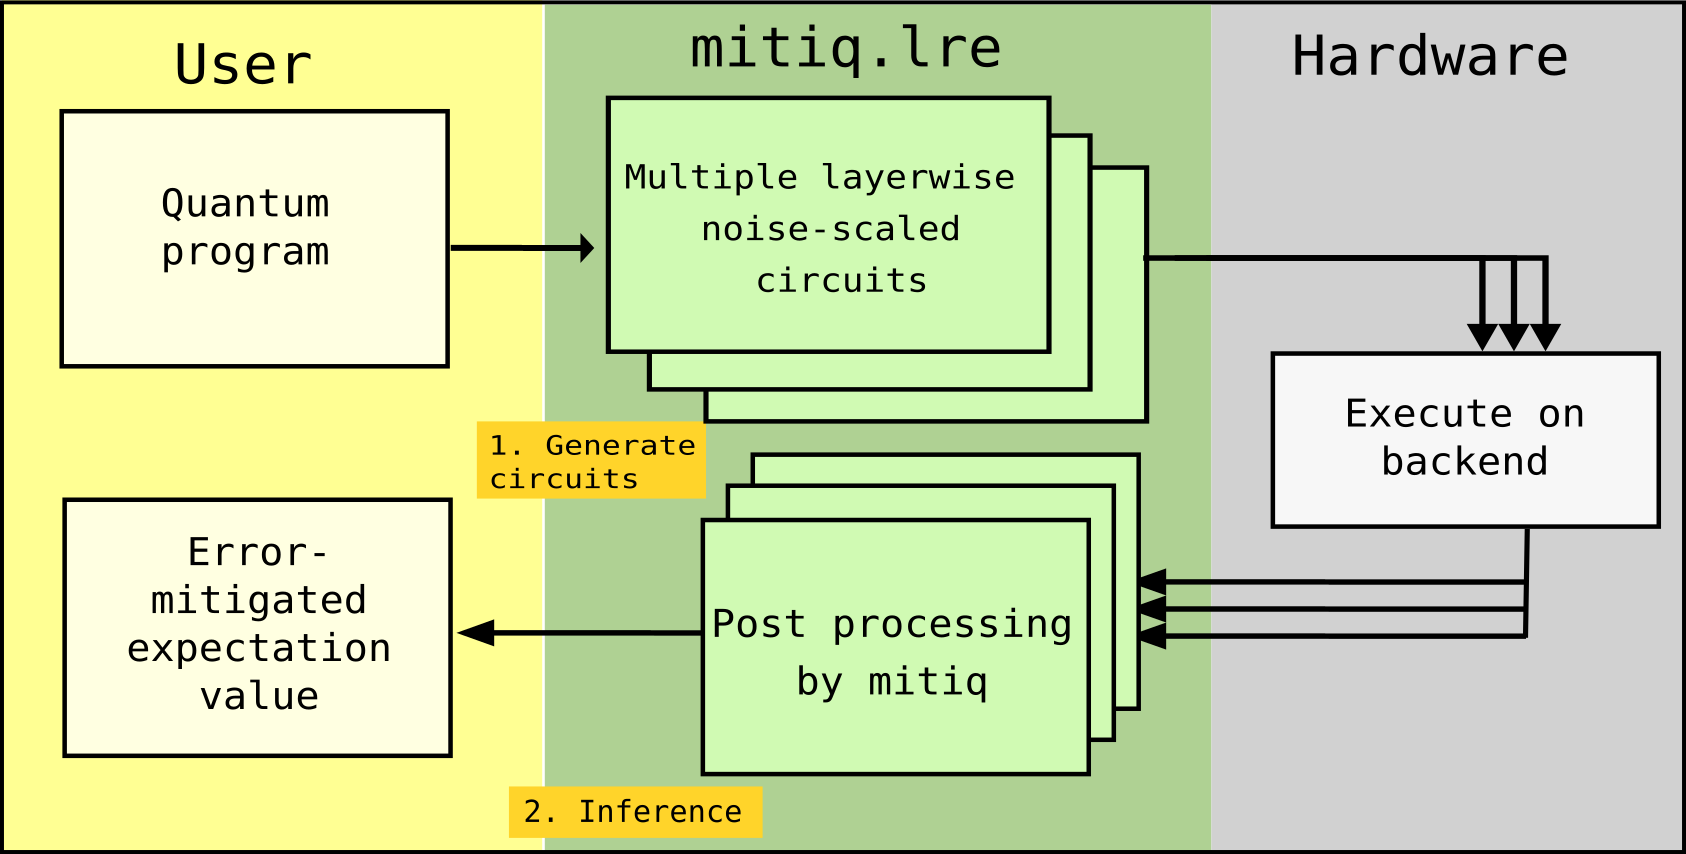 User
mitiq.lre
Hardware
Quantum
program
Multiple layerwise
noise-scaled
circuits
Execute on
backend
1. Generate
circuits
Error-
mitigated
expectation
value
Post processing
by mitiq
2. Inference